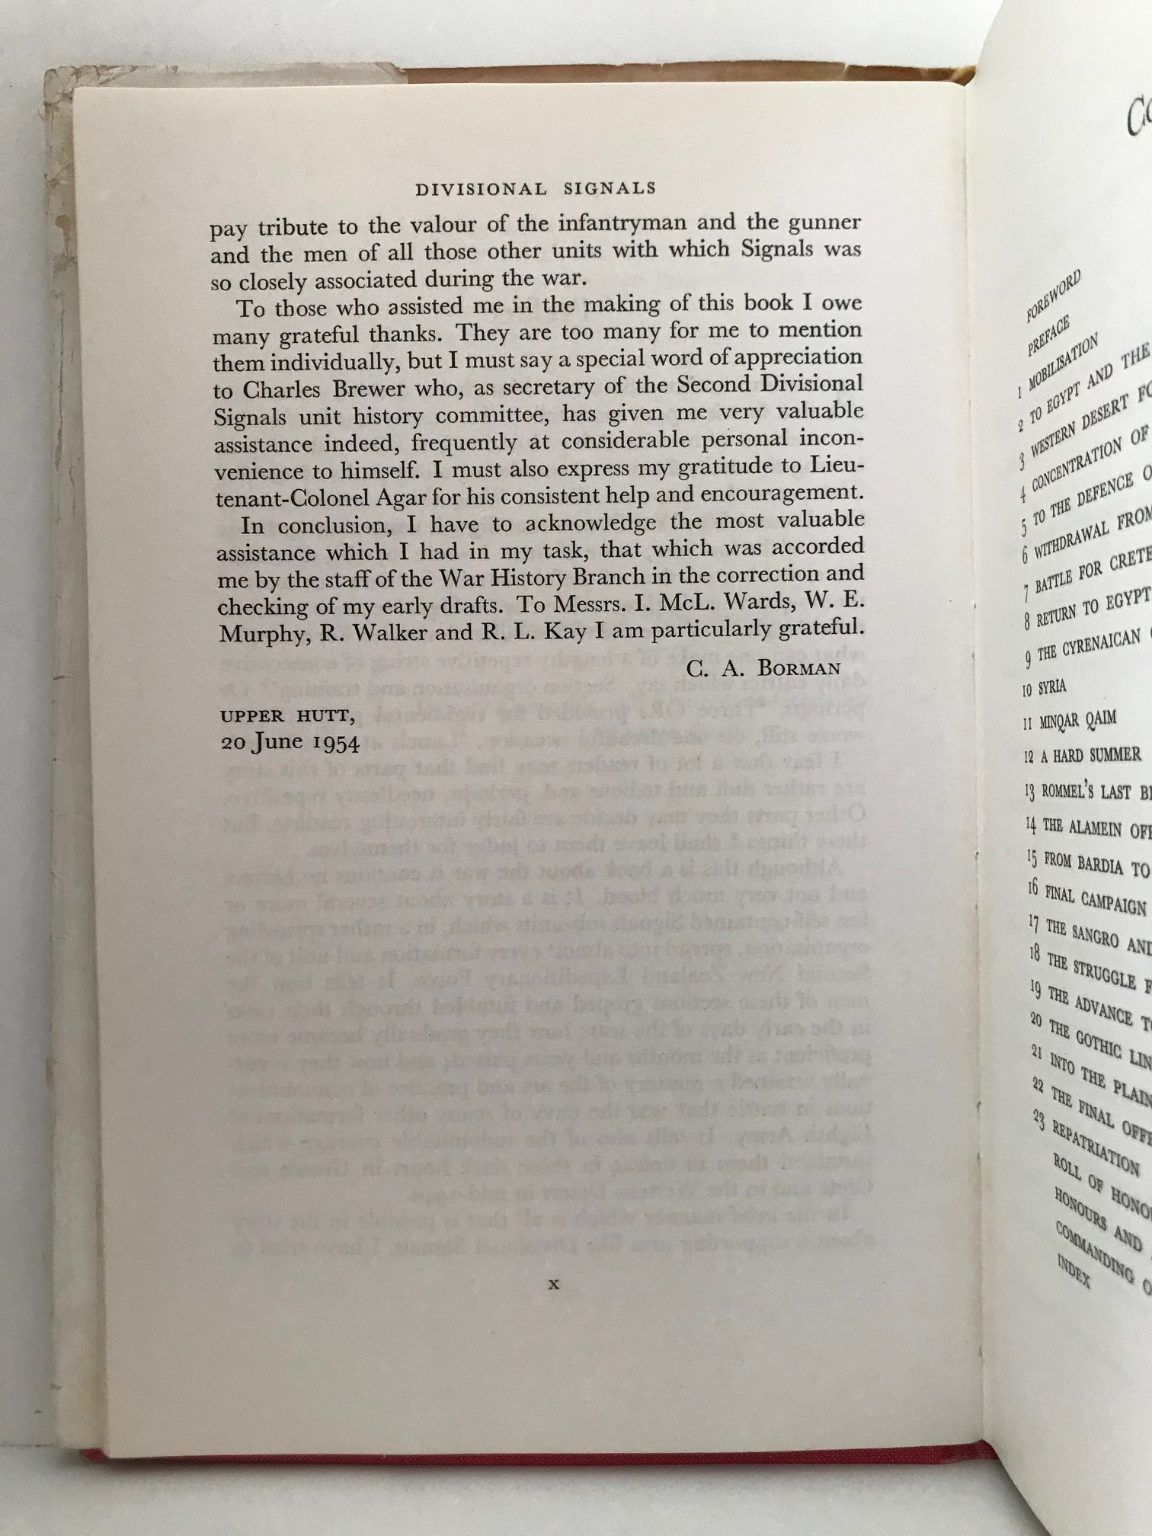 DIVISIONAL SIGNALS
pay tribute to the valour of the infantryman and the gunner
and the men of all those other units with which Signals was
so closely associated during the war.
To those who assisted me in the making of this book I owe
many grateful thanks. They are too many for me to mention
them individually, but I must say a special word of appreciation
to Charles Brewer who, as secretary of the Second Divisional
Signals unit history committee, has given me very valuable
assistance indeed, frequently at considerable personal incon-
venience to himself. I must also express my gratitude to Lieu-
tenant-Colonel Agar for his consistent help and encouragement.
In conclusion, I have to acknowledge the most valuable
assistance which I had in my task, that which was accorded
me by the staff of the War History Branch in the correction and
checking of my early drafts. To Messrs. I. McL. Wards, W. E.
Murphy, R. Walker and R. L. Kay I am particularly grateful.
C. A. BORMAN
UPPER HUTT,
20 June 1954
x
FOREWORD
PREFACE
1 MOBILISATION
2 TO EGYPT AND THE
3 WESTERN DESERT
4 CONCENTRATION OF
5 TO THE DEFENCE
6 WITHDRAWAL FROM
7 BATTLE FOR CRETE
8 RETURN TO EGYPT
9 THE CYRENAICAN
10 SYRIA
11 MINQAR QAIM
12 A HARD SUMMER
13 ROMMEL'S LAST
14 THE ALAMEIN
15 FROM BARDIA TO
16 FINAL CAMPAIGN
17 THE SANGRO AND
18 THE STRUGGLE
19 THE ADVANCE
20 THE GOTHIC
21 INTO THE
22 THE FINAL
23 REPATRIATION
ROLL OF
HONOURS AND
COMMANDING
INDEX